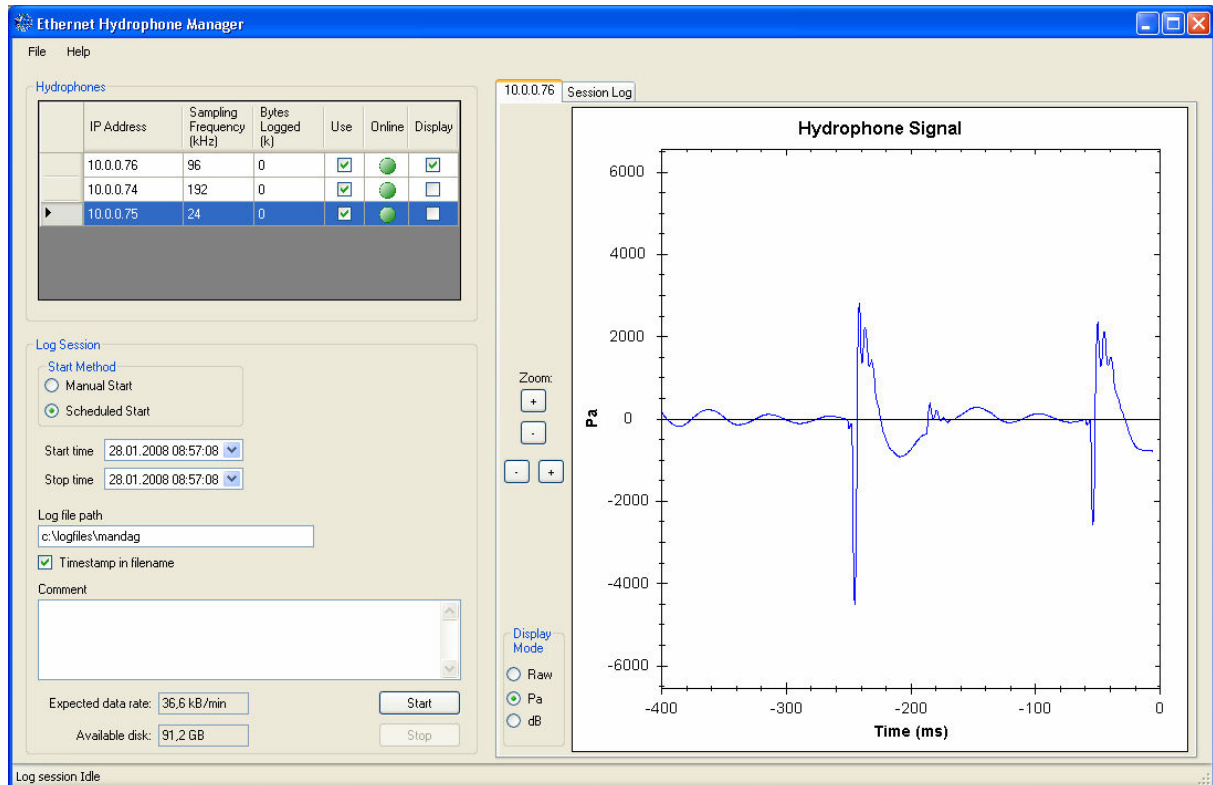 Ethernet Hydrophone Manager
File Help
Hydrophones
IP Address Sampling Frequency (kHz) Bytes Logged (k) Use Online Display
10.0.0.76 96 0
10.0.0.74 192 0
10.0.0.75 24 0
Log Session
Start Method
Manual Start
Scheduled Start
Start time 28.01.2008 08:57:08
Stop time 28.01.2008 08:57:08
Log file path
c:\logfiles\mandag
Timestamp in filename
Comment
Expected data rate: 36,6 kB/min Start
Available disk: 91,2 GB Stop
10.0.0.76 Session Log
Zoom:
+
-
- +
Display
Mode
Raw
Pa
dB
Hydrophone Signal
6000
4000
2000
0
-2000
-4000
-6000
Pa
-400 -300 -200 -100 0
Time (ms)
Log session Idle